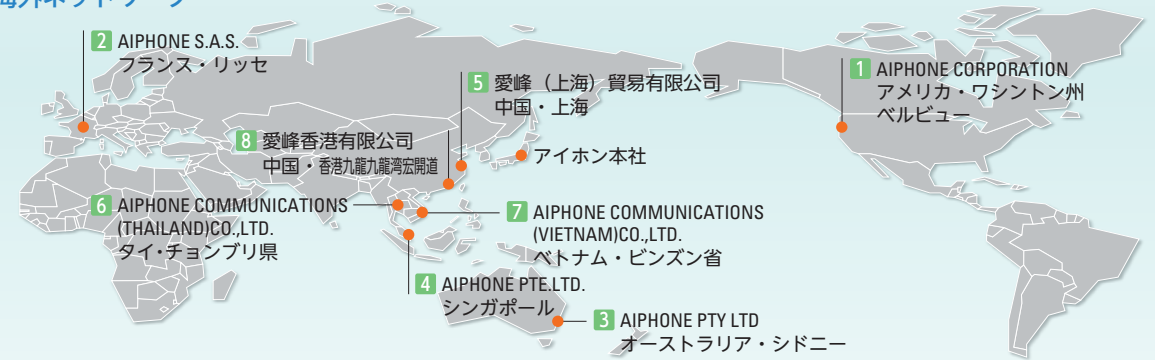 海外ネットワーク
2 AIPHONE S.A.S.
フランス・リッセ
5 愛峰（上海）貿易有限公司
中国・上海
1 AIPHONE CORPORATION
アメリカ・ワシントン州
ベルビュー
8 愛峰香港有限公司
中国・香港九龍九龍湾宏開道
アイホン本社
6 AIPHONE COMMUNICATIONS
(THAILAND)CO.,LTD.
タイ・チョンブリ県
7 AIPHONE COMMUNICATIONS
(VIETNAM)CO.,LTD.
ベトナム・ビンズン省
4 AIPHONE PTE.LTD.
シンガポール
3 AIPHONE PTY LTD
オーストラリア・シドニー